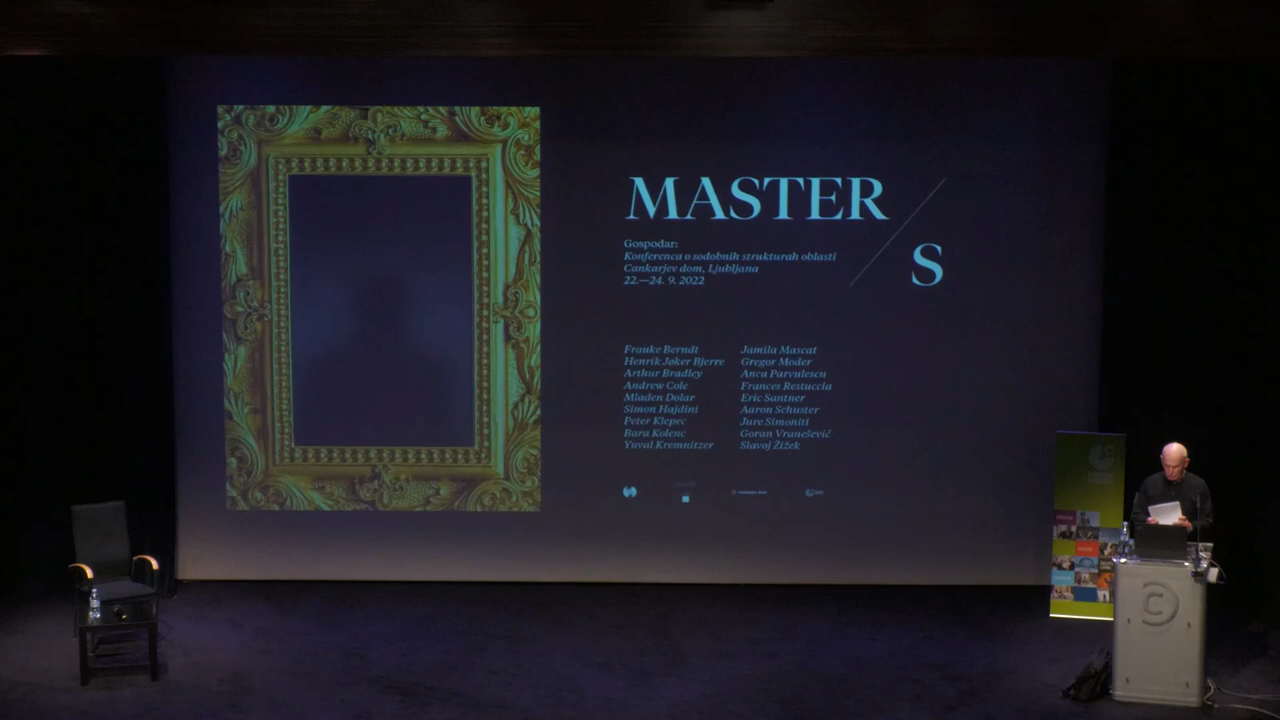 MASTER
S
Gospodar:
Konferenca o sodobnih strukturah oblasti
Cankarjev dom, Ljubljana
22.—24. 9. 2022
Frauke Berndt
Henrik Jøker Bjerre
Arthur Bradley
Andrew Cole
Mladen Dolar
Simon Hajdini
Peter Klepec
Bara Kolenc
Yuval Kremnitzer
Jamila Mascat
Gregor Moder
Anca Parvulescu
Frances Restuccia
Eric Santner
Aaron Schuster
Jure Simoniti
Goran Vranešević
Slavoj Žižek